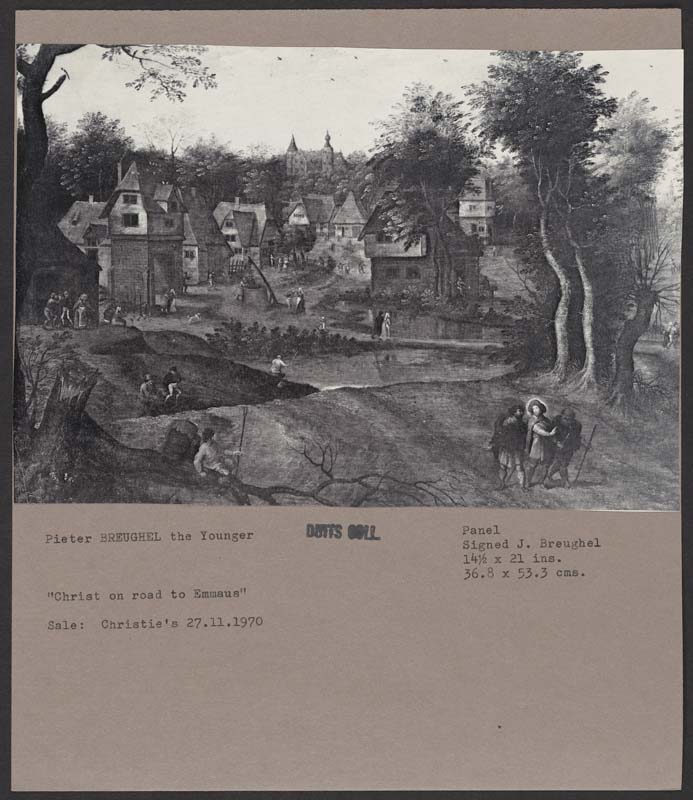 Pieter BREUGHEL the Younger
DUITS COLL.
Panel
Signed J. Breughel
14½ x 21 ins.
36.8 x 53.3 cms.
"Christ on road to Emmaus"
Sale: Christie's 27.11.1970